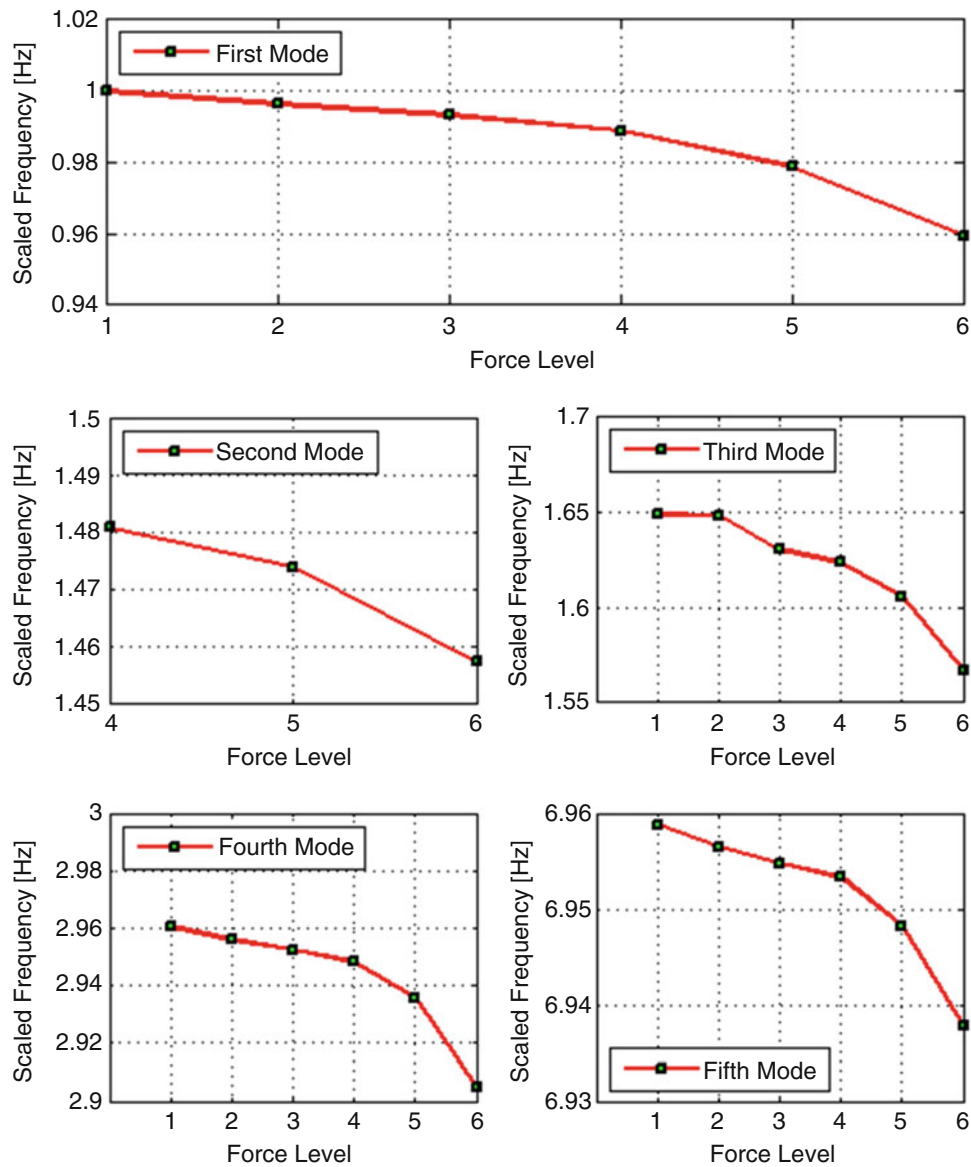 1.02
1
0.98
0.96
0.94
Scaled Frequency [Hz]
First Mode
1 2 3 4 5 6
Force Level
1.5
1.49
1.48
1.47
1.46
1.45
Scaled Frequency [Hz]
Second Mode
4 5 6
Force Level
1.7
1.65
1.6
1.55
Scaled Frequency [Hz]
Third Mode
1 2 3 4 5 6
Force Level
3
2.98
2.96
2.94
2.92
2.9
Scaled Frequency [Hz]
Fourth Mode
1 2 3 4 5 6
Force Level
6.96
6.95
6.94
6.93
Scaled Frequency [Hz]
Fifth Mode
1 2 3 4 5 6
Force Level